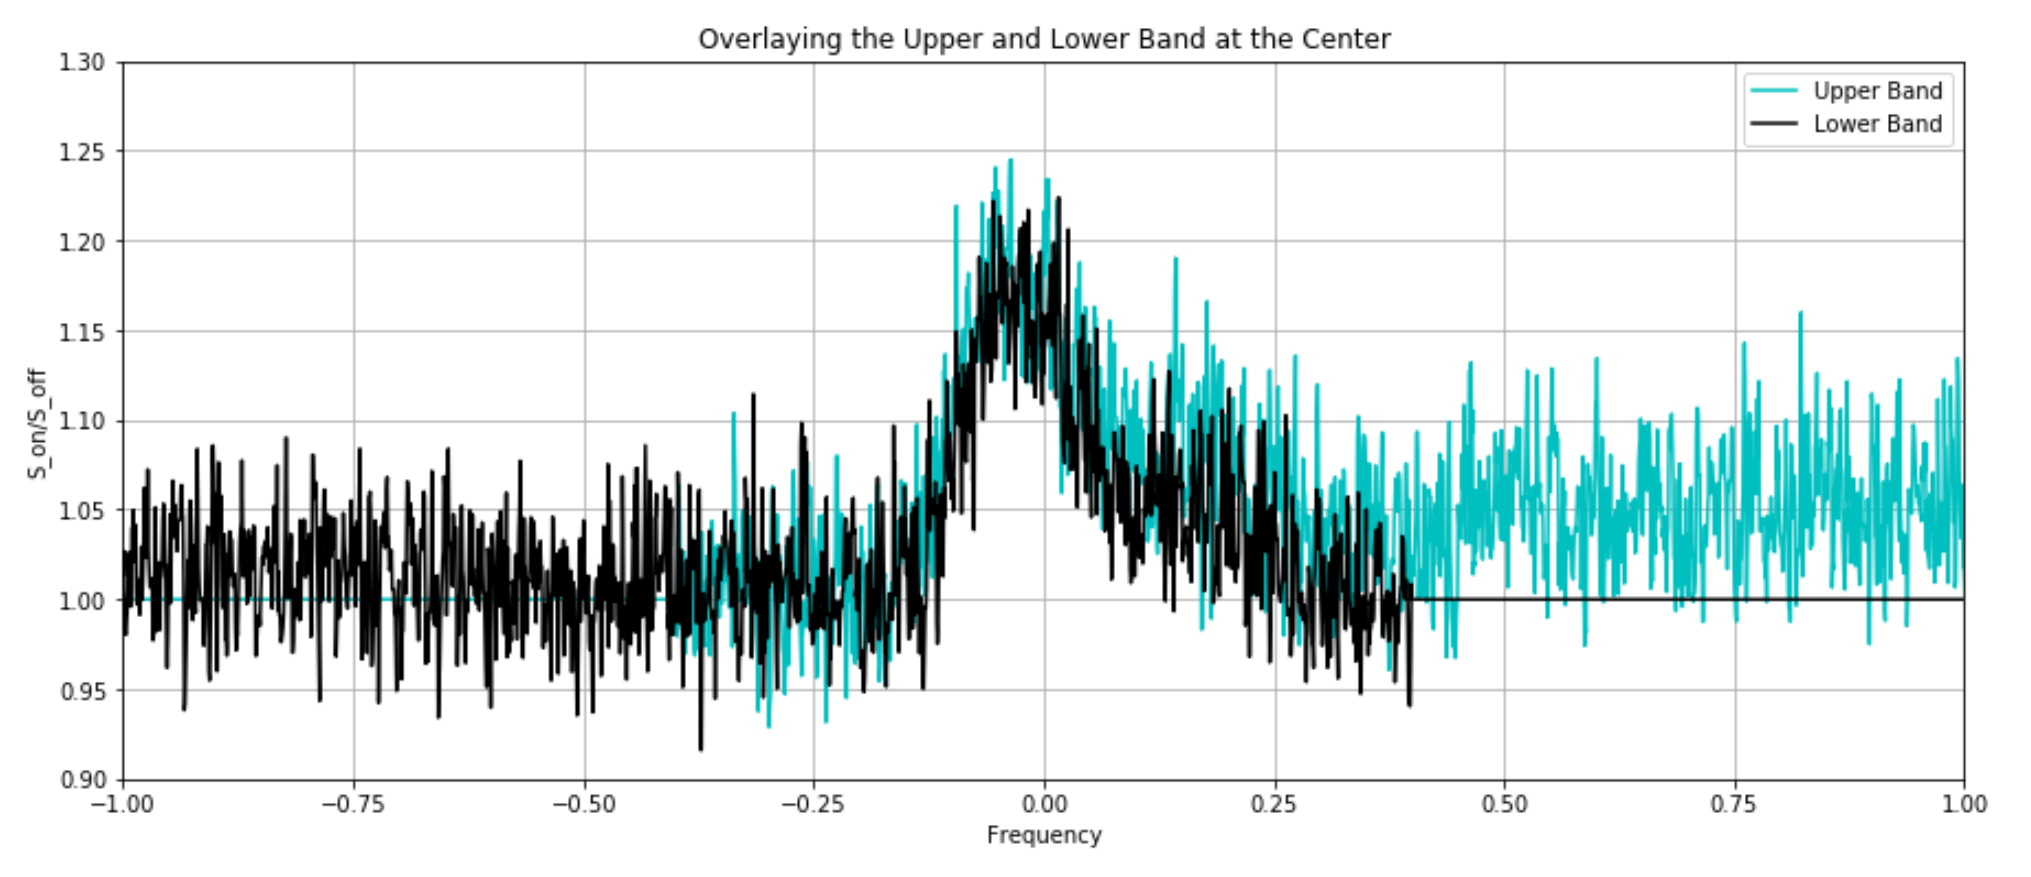 Overlaying the Upper and Lower Band at the Center
1.30
1.25
1.20
1.15
1.10
1.05
1.00
0.95
0.90
S_on/S_off
Upper Band
Lower Band
−1.00 −0.75 −0.50 −0.25 0.00 0.25 0.50 0.75 1.00
Frequency